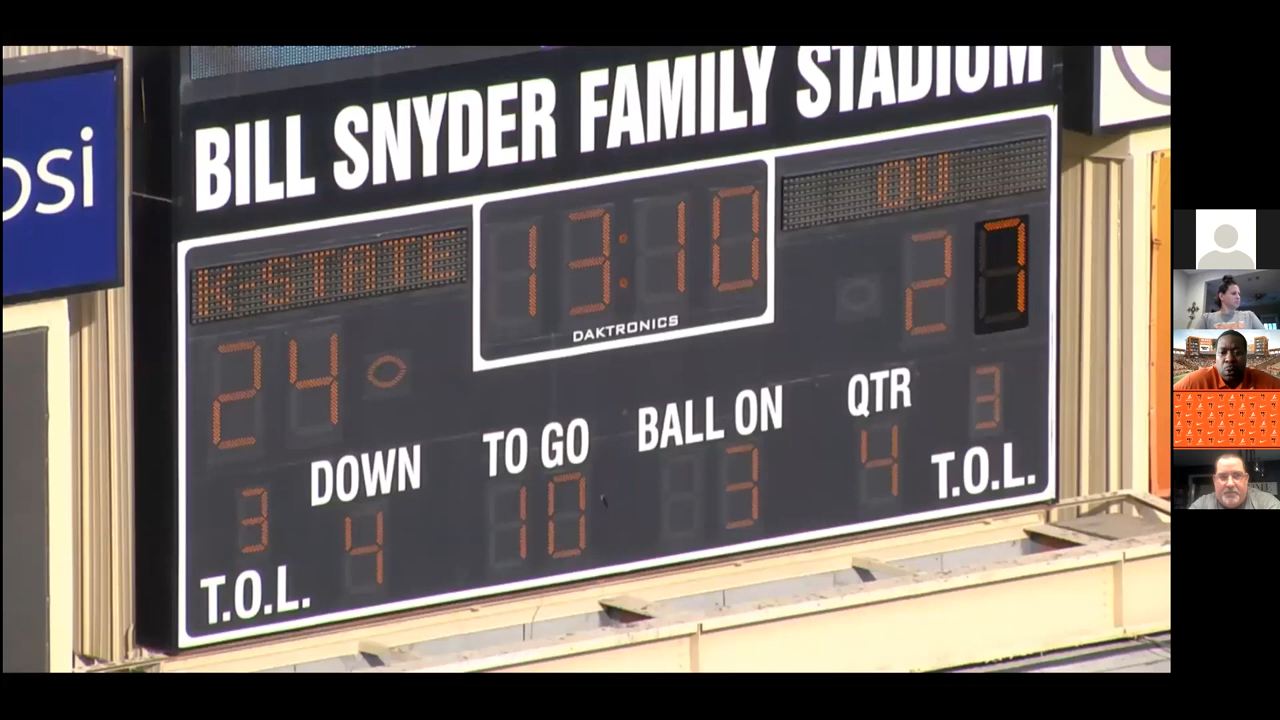 BILL SNYDER FAMILY STADIUM
osi
K-STATE
13:10
OU
24
27
DAKTRONICS
DOWN
TO GO
BALL ON
QTR
3
3
4
10
3
4
T.O.L.
T.O.L.